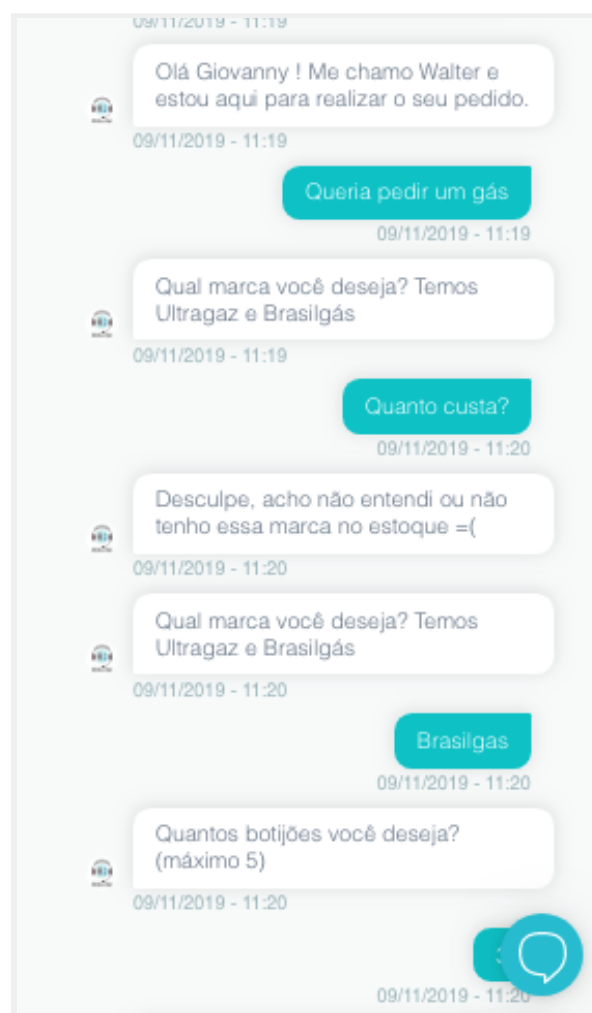 09/11/2019 - 11:19
Olá Giovanny ! Me chamo Walter e
estou aqui para realizar o seu pedido.
09/11/2019 - 11:19
Queria pedir um gás
09/11/2019 - 11:19
Qual marca você deseja? Temos
Ultragaz e Brasilgás
09/11/2019 - 11:19
Quanto custa?
09/11/2019 - 11:20
Desculpe, acho não entendi ou não
tenho essa marca no estoque =(
09/11/2019 - 11:20
Qual marca você deseja? Temos
Ultragaz e Brasilgás
09/11/2019 - 11:20
Brasilgas
09/11/2019 - 11:20
Quantos botijões você deseja?
(máximo 5)
09/11/2019 - 11:20
09/11/2019 - 11:20